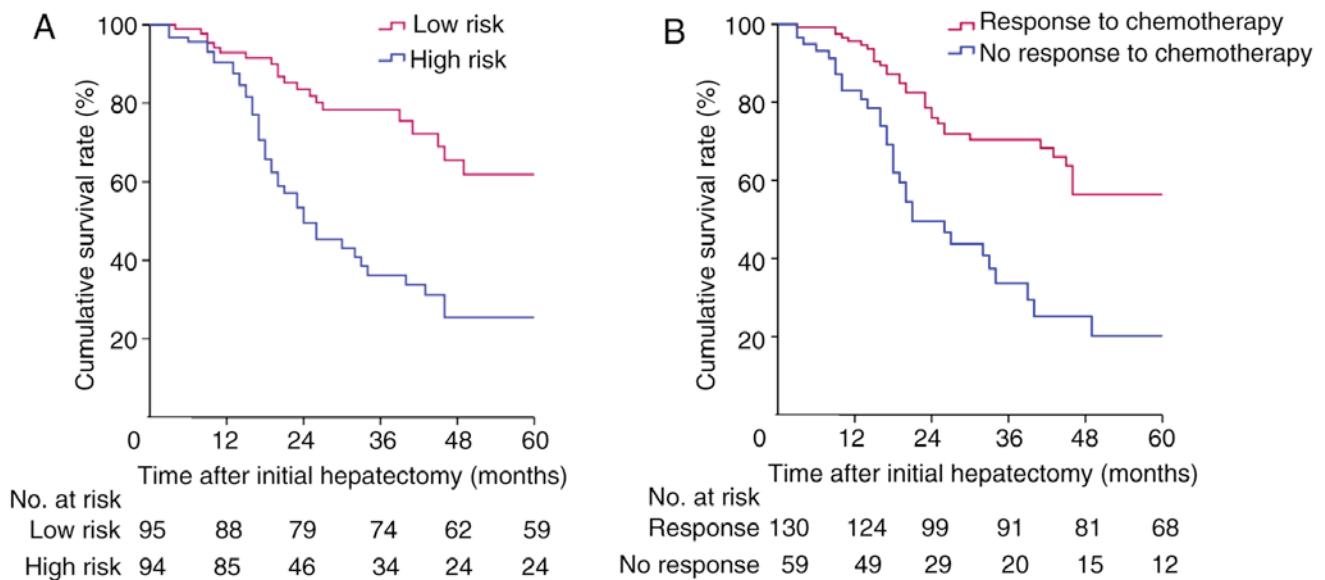 A
Low risk
High risk
Cumulative survival rate (%)
100
80
60
40
20
0 12 24 36 48 60
Time after initial hepatectomy (months)
No. at risk
Low risk 95 88 79 74 62 59
High risk 94 85 46 34 24 24
B
Response to chemotherapy
No response to chemotherapy
Cumulative survival rate (%)
100
80
60
40
20
0 12 24 36 48 60
Time after initial hepatectomy (months)
No. at risk
Response 130 124 99 91 81 68
No response 59 49 29 20 15 12